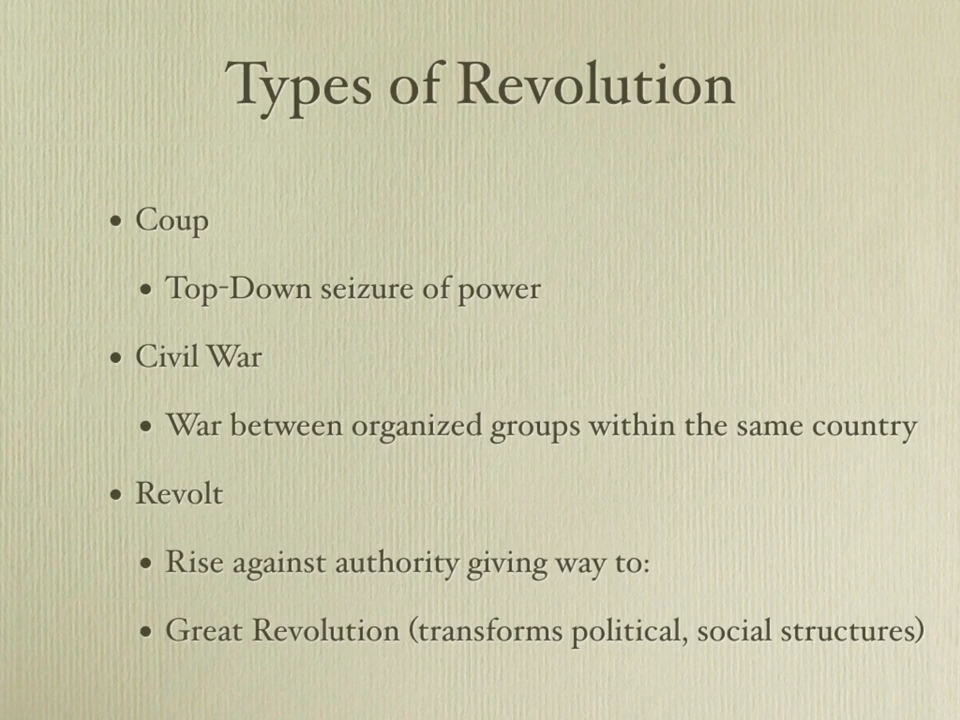 Types of Revolution
• Coup
• Top-Down seizure of power
• Civil War
• War between organized groups within the same country
• Revolt
• Rise against authority giving way to:
• Great Revolution (transforms political, social structures)